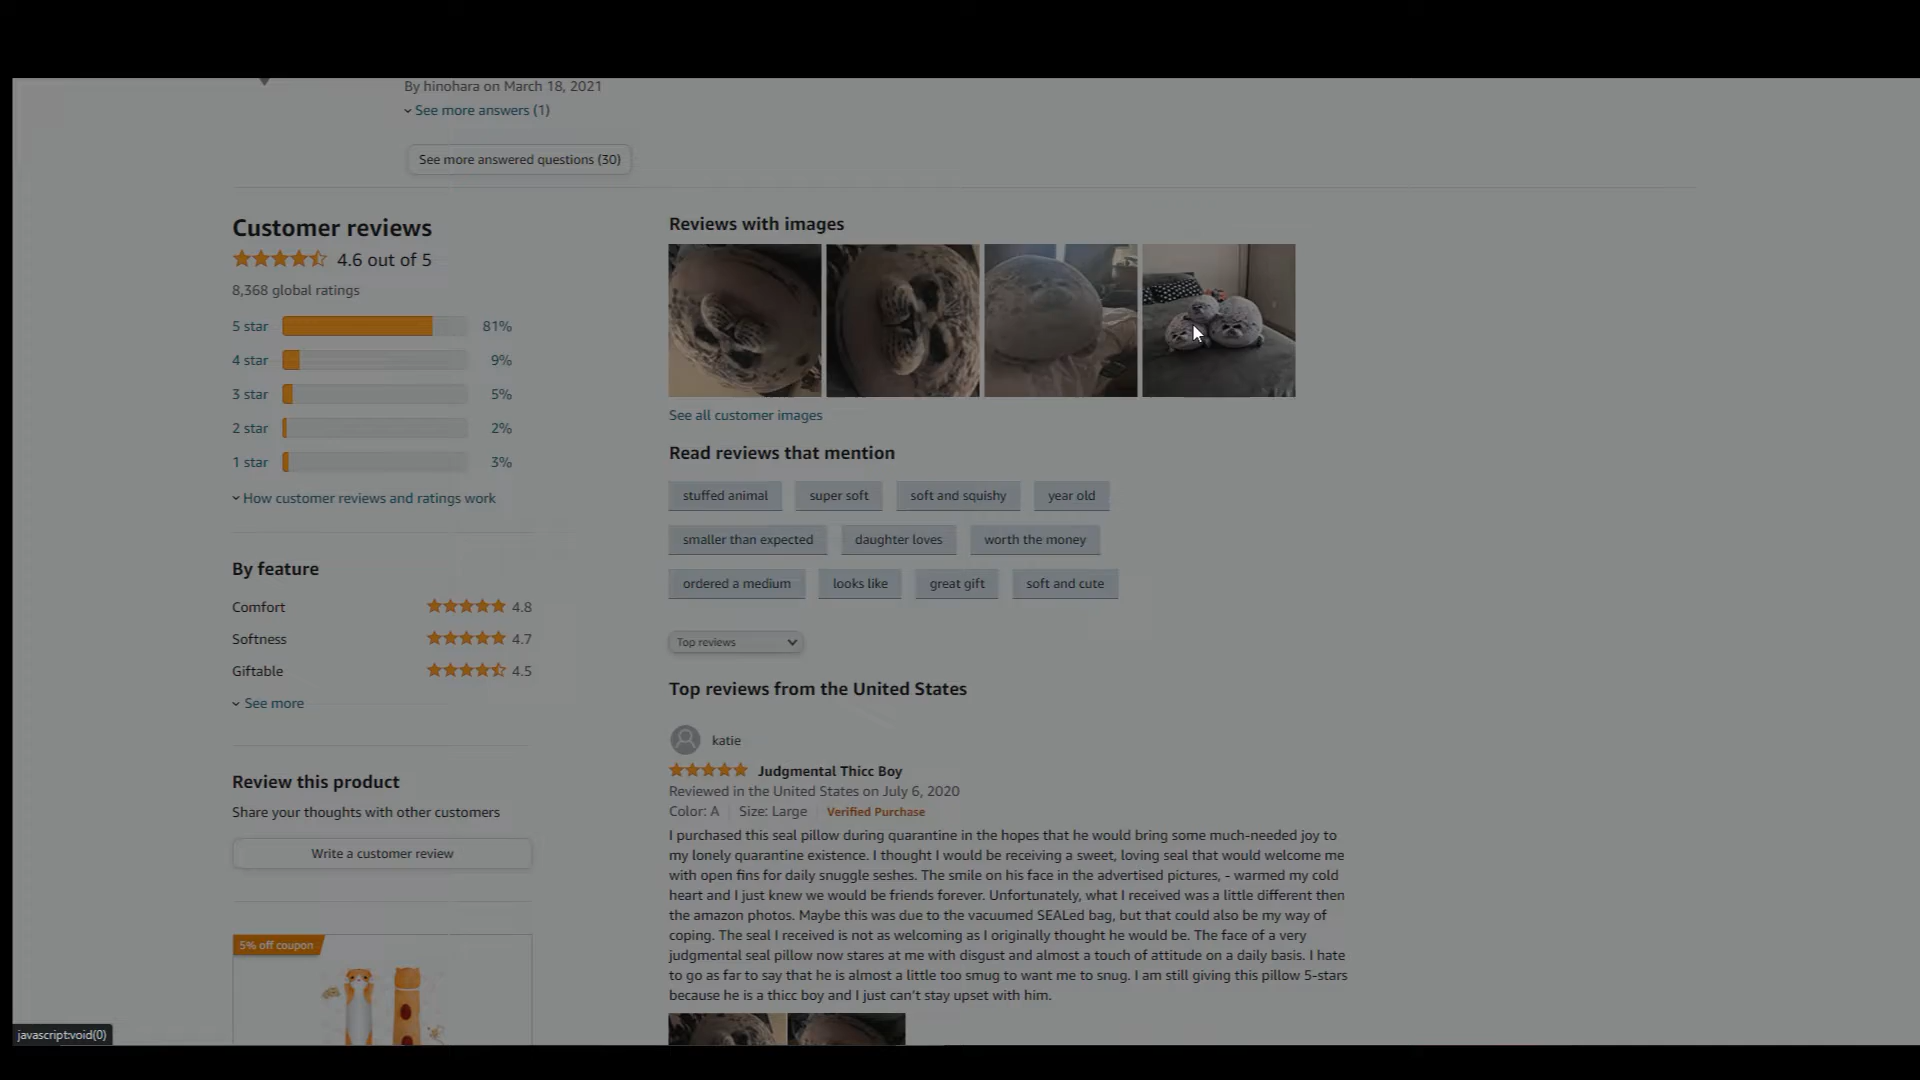 By hinohara on March 18, 2021
See more answers (1)
See more answered questions (30)
Customer reviews
4.6 out of 5
8,368 global ratings
5 star 81%
4 star 9%
3 star 5%
2 star 2%
1 star 3%
How customer reviews and ratings work
By feature
Comfort 4.8
Softness 4.7
Giftable 4.5
See more
Review this product
Share your thoughts with other customers
Write a customer review
5% off coupon
Reviews with images
See all customer images
Read reviews that mention
stuffed animal super soft soft and squishy year old
smaller than expected daughter loves worth the money
ordered a medium looks like great gift soft and cute
Top reviews
Top reviews from the United States
katie
Judgmental Thicc Boy
Reviewed in the United States on July 6, 2020
Color: A | Size: Large Verified Purchase
I purchased this seal pillow during quarantine in the hopes that he would bring some much-needed joy to
my lonely quarantine existence. I thought I would be receiving a sweet, loving seal that would welcome me
with open fins for daily snuggle seshes. The smile on his face in the advertised pictures, - warmed my cold
heart and I just knew we would be friends forever. Unfortunately, what I received was a little different then
the amazon photos. Maybe this was due to the vacuumed SEALed bag, but that could also be my way of
coping. The seal I received is not as welcoming as I originally thought he would be. The face of a very
judgmental seal pillow now stares at me with disgust and almost a touch of attitude on a daily basis. I hate
to go as far to say that he is almost a little too smug to want me to snug. I am still giving this pillow 5-stars
because he is a thicc boy and I just can't stay upset with him.
javascript:void(0)